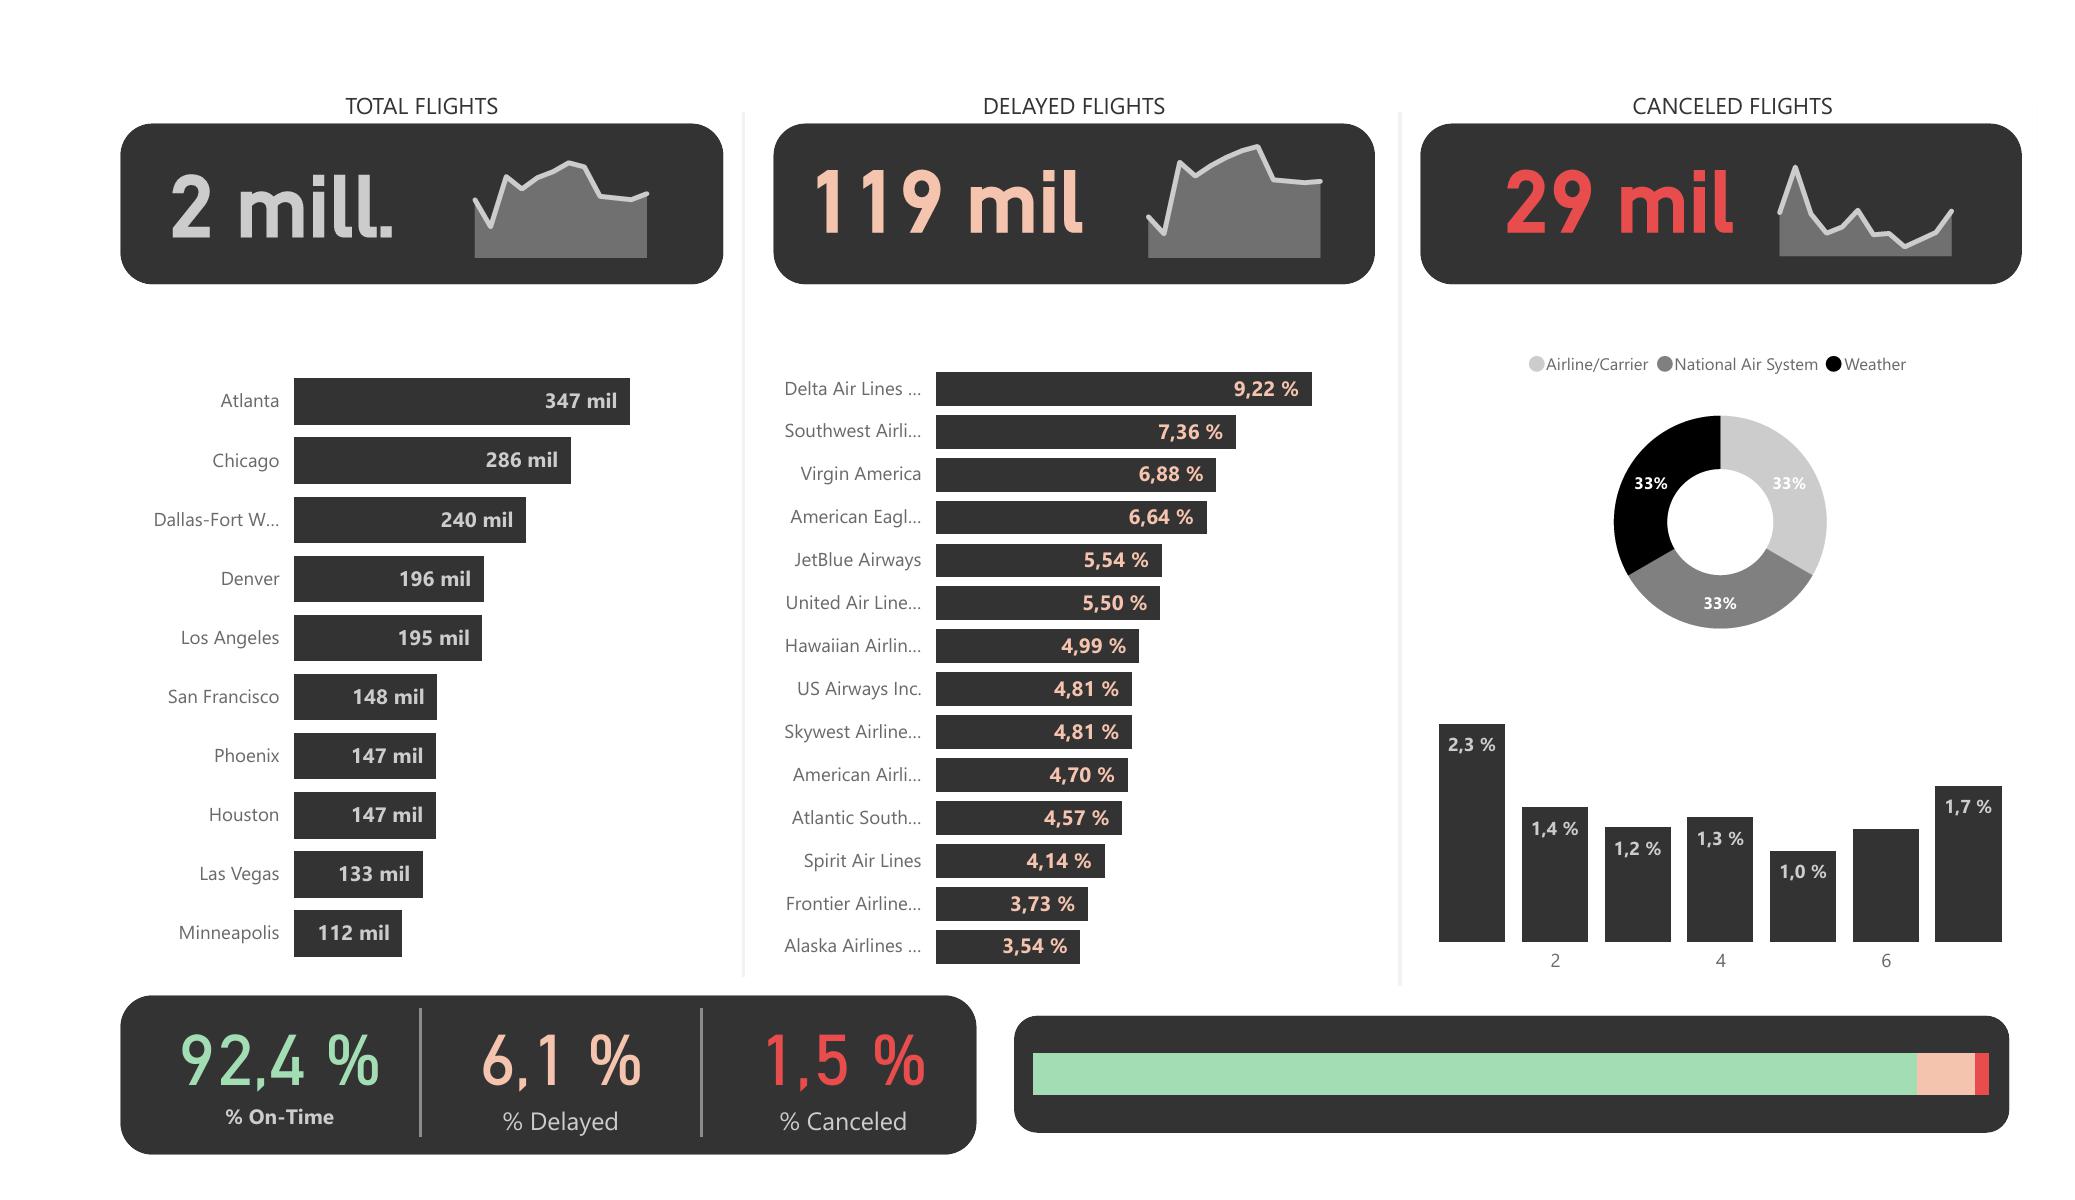 TOTAL FLIGHTS
2 mill.
DELAYED FLIGHTS
119 mil
CANCELED FLIGHTS
29 mil
Atlanta 347 mil
Chicago 286 mil
Dallas-Fort W... 240 mil
Denver 196 mil
Los Angeles 195 mil
San Francisco 148 mil
Phoenix 147 mil
Houston 147 mil
Las Vegas 133 mil
Minneapolis 112 mil
Delta Air Lines ... 9,22 %
Southwest Airli... 7,36 %
Virgin America 6,88 %
American Eagl... 6,64 %
JetBlue Airways 5,54 %
United Air Line... 5,50 %
Hawaiian Airlin... 4,99 %
US Airways Inc. 4,81 %
Skywest Airline... 4,81 %
American Airli... 4,70 %
Atlantic South... 4,57 %
Spirit Air Lines 4,14 %
Frontier Airline... 3,73 %
Alaska Airlines ... 3,54 %
Airline/Carrier National Air System Weather
33% 33%
33%
2,3 % 1,4 % 1,2 % 1,3 % 1,0 % 1,7 %
2 4 6
92,4 %
% On-Time
6,1 %
% Delayed
1,5 %
% Canceled